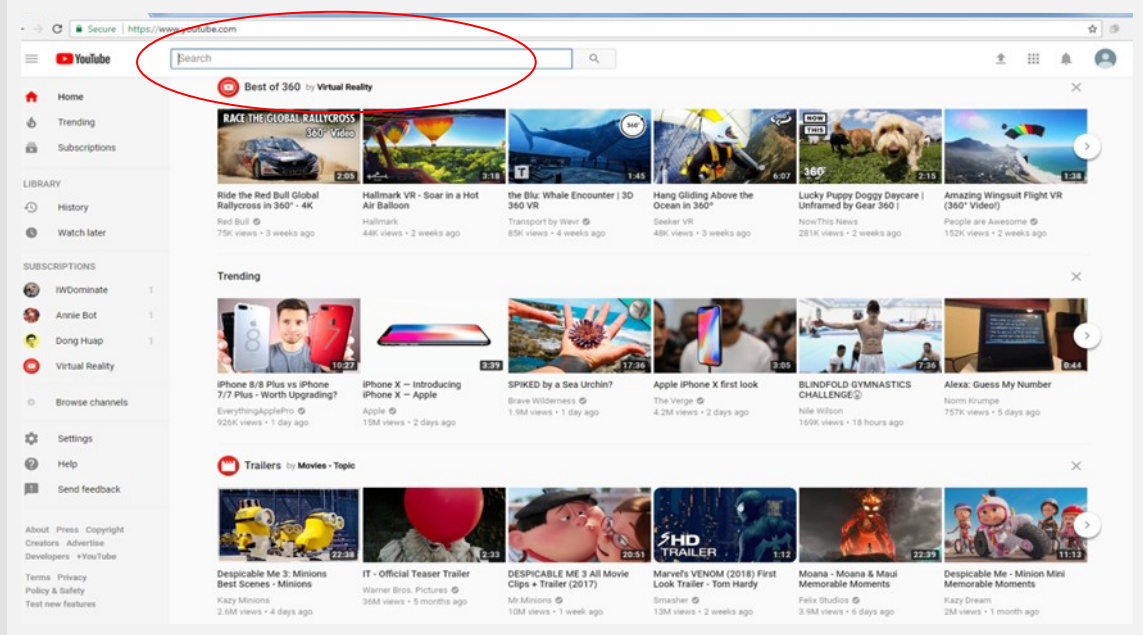 Secure | https://www.youtube.com
YouTube
Search
Home
Trending
Subscriptions
LIBRARY
History
Watch later
SUBSCRIPTIONS
IWDominate 1
Annie Bot 1
Dong Huap 1
Virtual Reality
Browse channels
Settings
Help
Send feedback
About Press Copyright
Creators Advertise
Developers +YouTube
Terms Privacy
Policy & Safety
Test new features
Best of 360 by Virtual Reality
RACE THE GLOBAL RALLYCROSS
360° Video
2:05
Ride the Red Bull Global
Rallycross in 360° - 4K
Red Bull
75K views • 3 weeks ago
3:18
Hallmark VR - Soar in a Hot
Air Balloon
Hallmark
44K views • 2 weeks ago
360°
T
1:45
the Blu: Whale Encounter | 3D
360 VR
Transport by Wevr
85K views • 4 weeks ago
6:07
Hang Gliding Above the
Ocean in 360°
Seeker VR
48K views • 3 weeks ago
NOW
THIS
360°
2:15
Lucky Puppy Doggy Daycare |
Unframed by Gear 360 |
NowThis News
281K views • 2 weeks ago
1:38
Amazing Wingsuit Flight VR
(360° Video!)
People are Awesome
152K views • 2 weeks ago
Trending
8
7
10:27
iPhone 8/8 Plus vs iPhone
7/7 Plus - Worth Upgrading?
EverythingApplePro
926K views • 1 day ago
3:39
iPhone X — Introducing
iPhone X — Apple
Apple
15M views • 2 days ago
17:36
SPIKED by a Sea Urchin?
Brave Wilderness
1.9M views • 1 day ago
3:05
Apple iPhone X first look
The Verge
4.2M views • 2 days ago
7:36
BLINDFOLD GYMNASTICS
CHALLENGE
Nile Wilson
169K views • 18 hours ago
0:44
Alexa: Guess My Number
Norm Krumpe
757K views • 5 days ago
Trailers by Movies - Topic
22:38
Despicable Me 3: Minions
Best Scenes - Minions
Kazy Minions
2.6M views • 4 days ago
2:33
IT - Official Teaser Trailer
Warner Bros. Pictures
36M views • 5 months ago
20:51
DESPICABLE ME 3 All Movie
Clips + Trailer (2017)
Mr.Minions
10M views • 1 week ago
HD
TRAILER
1:12
Marvel's VENOM (2018) First
Look Trailer - Tom Hardy
Smasher
13M views • 2 weeks ago
22:39
Moana - Moana & Maui
Memorable Moments
Felix Studios
3.9M views • 6 days ago
11:13
Despicable Me - Minion Mini
Memorable Moments
Kazy Dream
2M views • 1 month ago